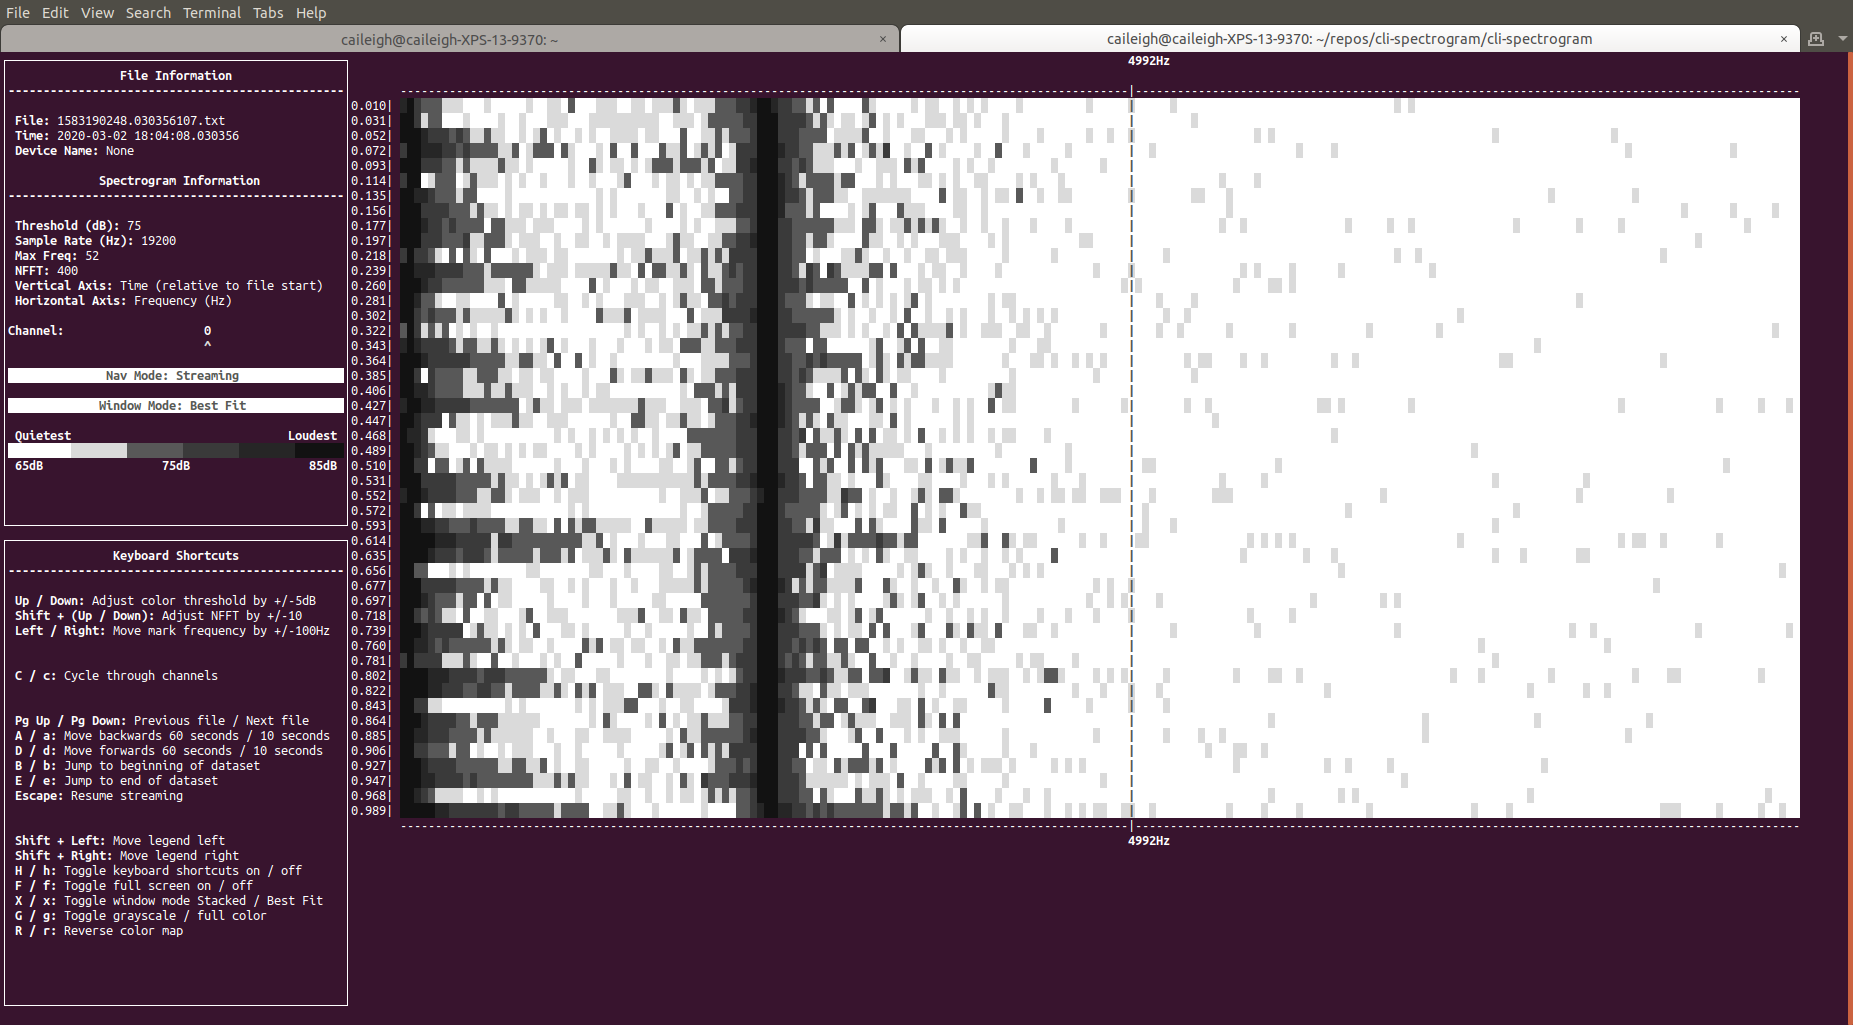 File Edit View Search Terminal Tabs Help
caileigh@caileigh-XPS-13-9370: ~ ×
caileigh@caileigh-XPS-13-9370: ~/repos/cli-spectrogram/cli-spectrogram ×
File Information
File: 1583190248.030356107.txt
Time: 2020-03-02 18:04:08.030356
Device Name: None
Spectrogram Information
Threshold (dB): 75
Sample Rate (Hz): 19200
Max Freq: 52
NFFT: 400
Vertical Axis: Time (relative to file start)
Horizontal Axis: Frequency (Hz)
Channel: 0
^
Nav Mode: Streaming
Window Mode: Best Fit
Quietest Loudest
65dB 75dB 85dB
Keyboard Shortcuts
Up / Down: Adjust color threshold by +/-5dB
Shift + (Up / Down): Adjust NFFT by +/-10
Left / Right: Move mark frequency by +/-100Hz
C / c: Cycle through channels
Pg Up / Pg Down: Previous file / Next file
A / a: Move backwards 60 seconds / 10 seconds
D / d: Move forwards 60 seconds / 10 seconds
B / b: Jump to beginning of dataset
E / e: Jump to end of dataset
Escape: Resume streaming
Shift + Left: Move legend left
Shift + Right: Move legend right
H / h: Toggle keyboard shortcuts on / off
F / f: Toggle full screen on / off
X / x: Toggle window mode Stacked / Best Fit
G / g: Toggle grayscale / full color
R / r: Reverse color map
4992Hz
0.010|
0.031|
0.052|
0.072|
0.093|
0.114|
0.135|
0.156|
0.177|
0.197|
0.218|
0.239|
0.260|
0.281|
0.302|
0.322|
0.343|
0.364|
0.385|
0.406|
0.427|
0.447|
0.468|
0.489|
0.510|
0.531|
0.552|
0.572|
0.593|
0.614|
0.635|
0.656|
0.677|
0.697|
0.718|
0.739|
0.760|
0.781|
0.802|
0.822|
0.843|
0.864|
0.885|
0.906|
0.927|
0.947|
0.968|
0.989|
4992Hz